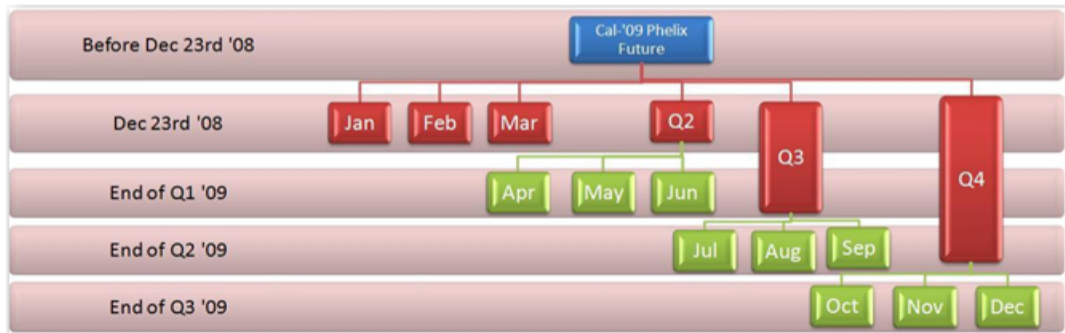 Before Dec 23rd '08
Cal-'09 Phelix
Future
Dec 23rd '08
Jan
Feb
Mar
Q2
Q3
Q4
End of Q1 '09
Apr
May
Jun
End of Q2 '09
Jul
Aug
Sep
End of Q3 '09
Oct
Nov
Dec